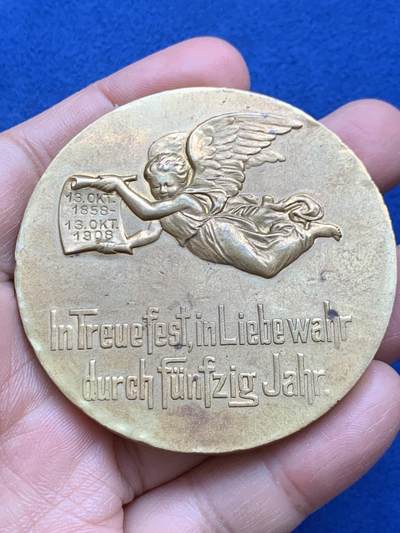 13.OKT.
1858-
13.OKT.
1908
In Treue fest, in Liebe wahr
durch fünfzig Jahr.